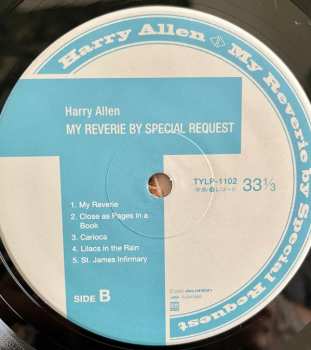 Harry Allen My Reverie by Special Request
Harry Allen
MY REVERIE BY SPECIAL REQUEST
TYLP-1102
33⅓
1. My Reverie
2. Close as Pages in a
Book
3. Carioca
4. Lilacs in the Rain
5. St. James Infirmary
SIDE B